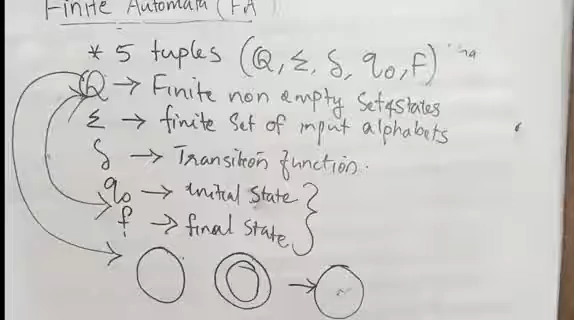 Finite Automata (FA)
* 5 tuples (Q, Σ, δ, q0, f)
Q → Finite non empty Set of States
Σ → finite Set of input alphabets
δ → Transition function.
q0 → initial State
f → final State